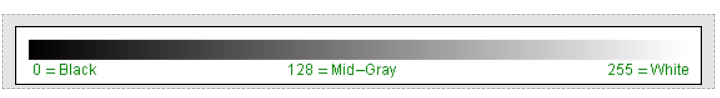 0 = Black 128 = Mid–Gray 255 = White